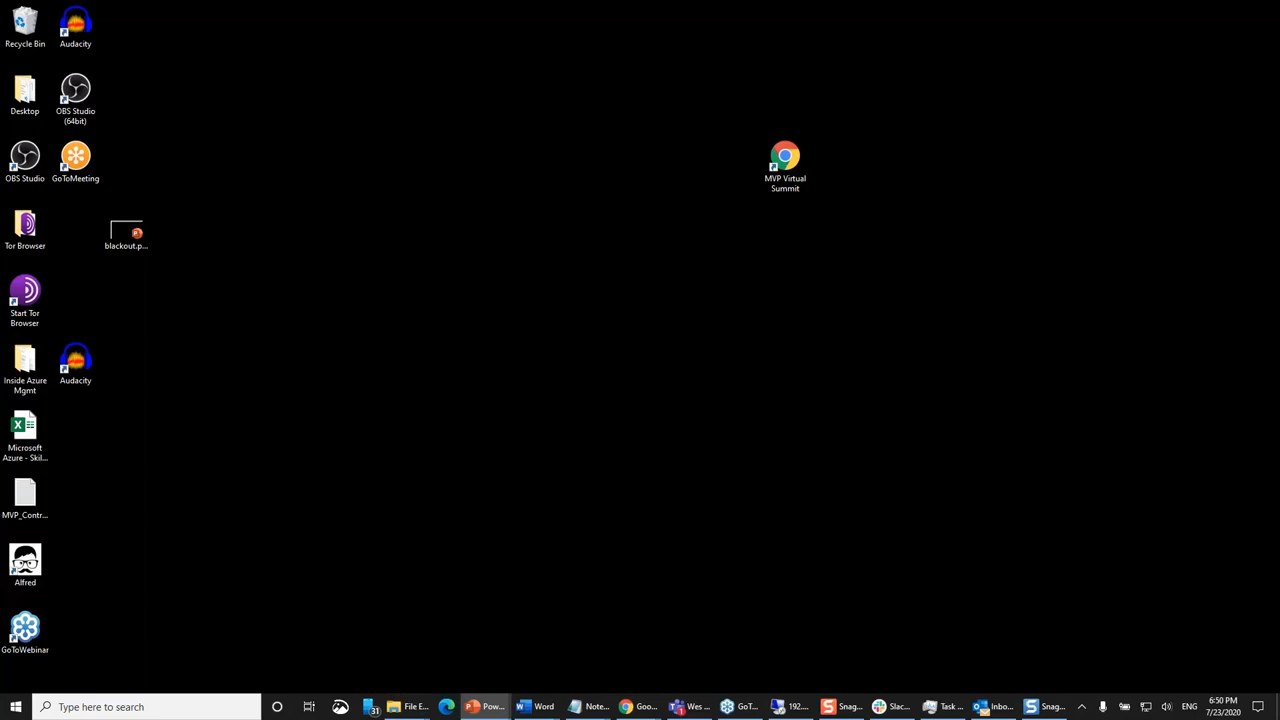 Recycle Bin
Audacity
Desktop
OBS Studio
(64bit)
OBS Studio
GoToMeeting
MVP Virtual
Summit
Tor Browser
blackout.p...
Start Tor
Browser
Inside Azure
Mgmt
Audacity
Microsoft
Azure - Skil...
MVP_Contr...
Alfred
GoToWebinar
Type here to search
31
File E...
Pow...
Word
Note...
Goo...
Wes ...
GoT...
192...
Snag...
Slac...
Task ...
Inbo...
Snag...
ENG
6:50 PM
7/23/2020